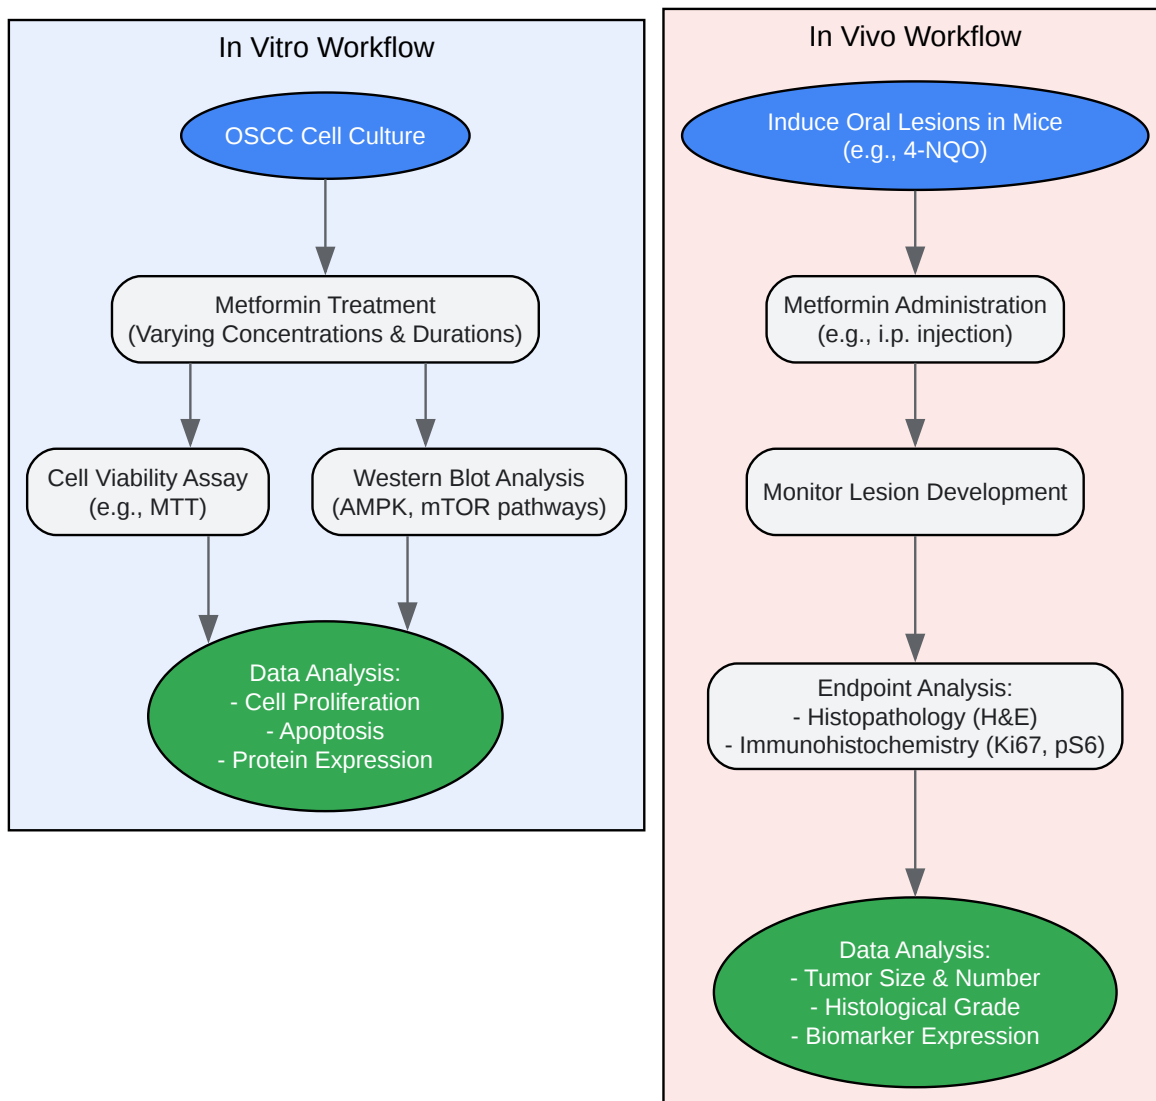 In Vitro Workflow
OSCC Cell Culture
Metformin Treatment
(Varying Concentrations & Durations)
Cell Viability Assay
(e.g., MTT)
Western Blot Analysis
(AMPK, mTOR pathways)
Data Analysis:
- Cell Proliferation
- Apoptosis
- Protein Expression
In Vivo Workflow
Induce Oral Lesions in Mice
(e.g., 4-NQO)
Metformin Administration
(e.g., i.p. injection)
Monitor Lesion Development
Endpoint Analysis:
- Histopathology (H&E)
- Immunohistochemistry (Ki67, pS6)
Data Analysis:
- Tumor Size & Number
- Histological Grade
- Biomarker Expression